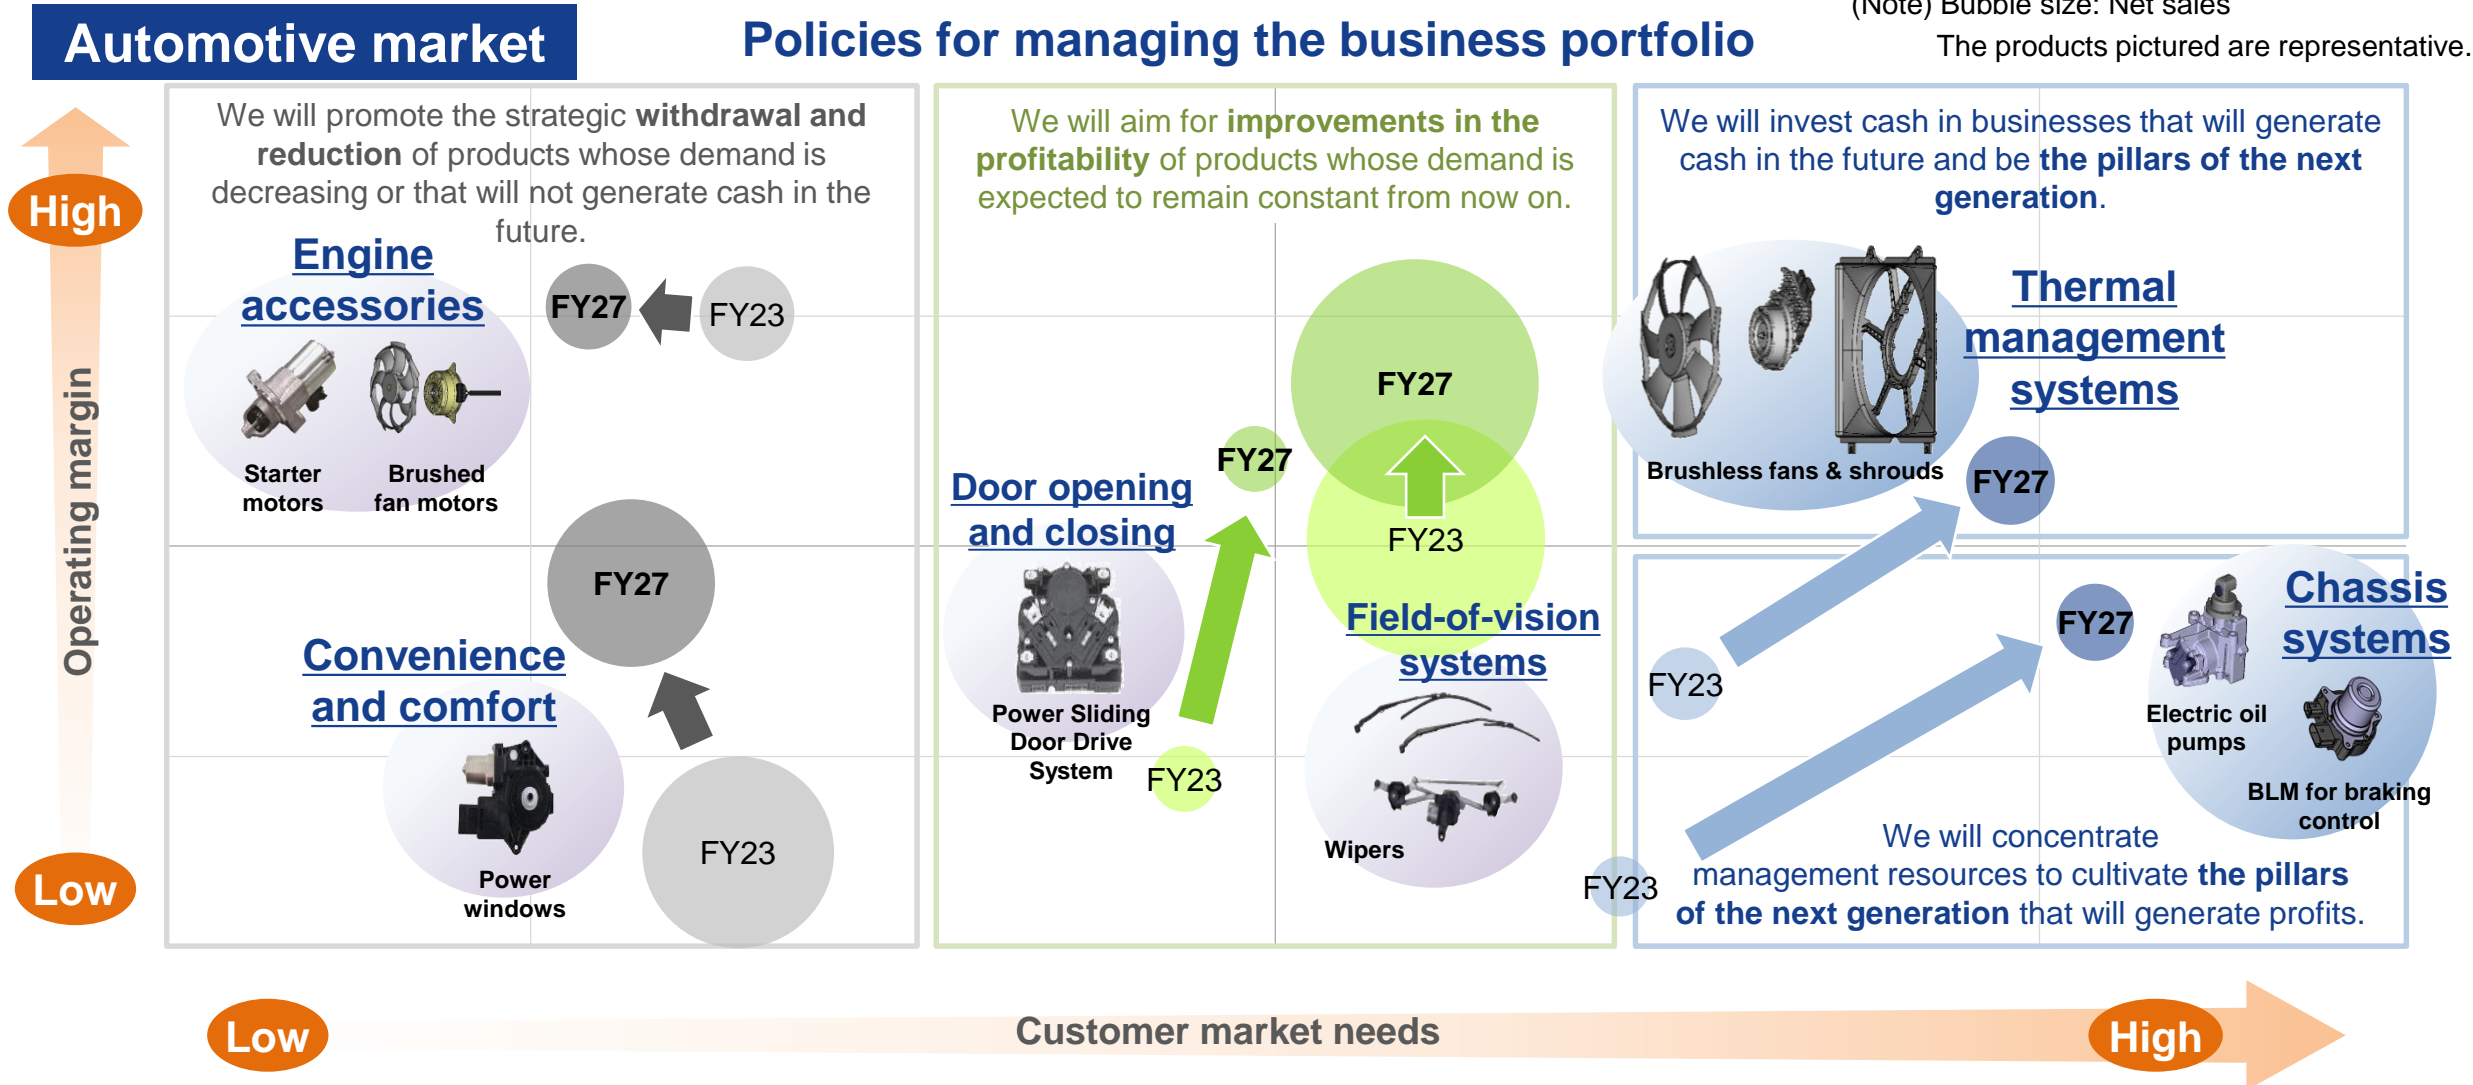 (Note) Bubble size: Net sales
The products pictured are representative.
Automotive market
Policies for managing the business portfolio
High
Operating margin
Low
We will promote the strategic withdrawal and
reduction of products whose demand is
decreasing or that will not generate cash in the
future.
Engine
accessories
Starter
motors
Brushed
fan motors
FY27
FY23
Convenience
and comfort
Power
windows
FY27
FY23
We will aim for improvements in the
profitability of products whose demand is
expected to remain constant from now on.
Door opening
and closing
Power Sliding
Door Drive
System
FY27
FY23
FY27
FY23
Field-of-vision
systems
Wipers
We will invest cash in businesses that will generate
cash in the future and be the pillars of the next
generation.
Thermal
management
systems
Brushless fans & shrouds
FY27
FY23
FY27
FY23
Chassis
systems
Electric oil
pumps
BLM for braking
control
We will concentrate
management resources to cultivate the pillars
of the next generation that will generate profits.
Low
Customer market needs
High